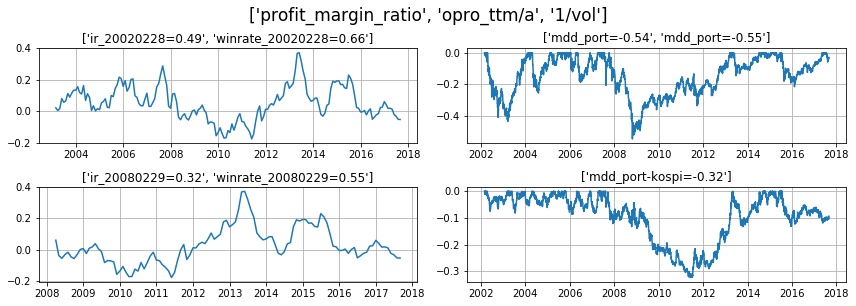 ['profit_margin_ratio', 'opro_ttm/a', '1/vol']
['ir_20020228=0.49', 'winrate_20020228=0.66']
0.4
0.2
0.0
-0.2
2004 2006 2008 2010 2012 2014 2016 2018
['mdd_port=-0.54', 'mdd_port=-0.55']
0.0
-0.2
-0.4
2002 2004 2006 2008 2010 2012 2014 2016 2018
['ir_20080229=0.32', 'winrate_20080229=0.55']
0.4
0.2
0.0
-0.2
2008 2009 2010 2011 2012 2013 2014 2015 2016 2017 2018
['mdd_port-kospi=-0.32']
0.0
-0.1
-0.2
-0.3
2002 2004 2006 2008 2010 2012 2014 2016 2018